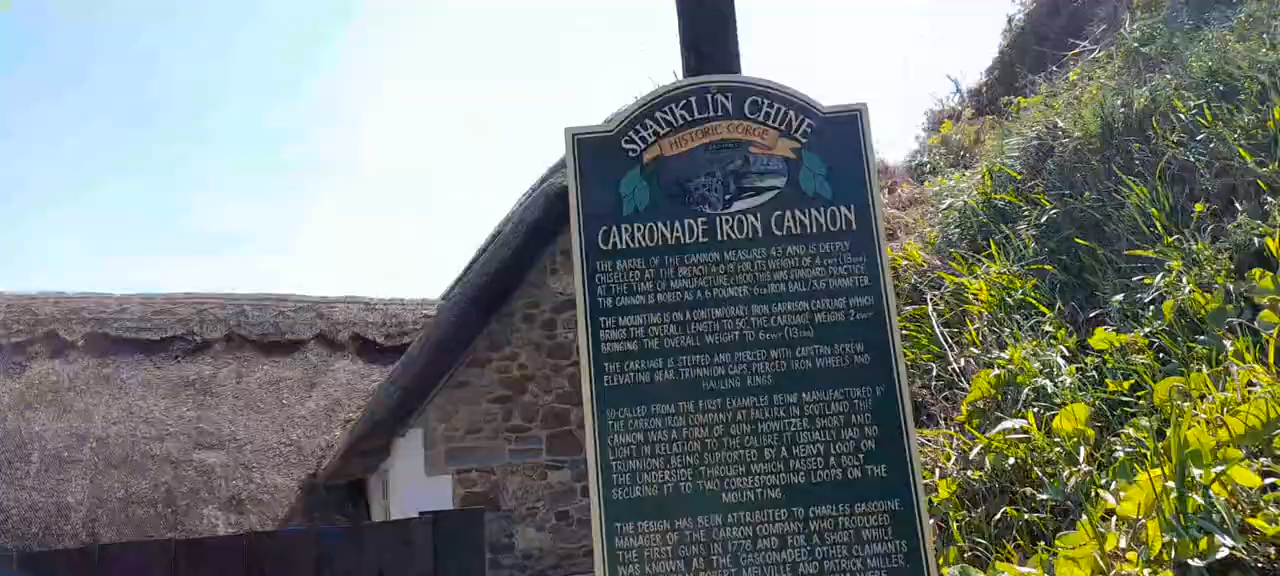 SHANKLIN CHINE
HISTORIC GORGE
CARRONADE IRON CANNON
THE BARREL OF THE CANNON MEASURES 43 AND IS DEEPLY
CHISELLED AT THE BREACH 4·0·13 FOR ITS WEIGHT OF 4 CWT
AT THE TIME OF MANUFACTURE C.1800 THIS WAS STANDARD PRACTICE
THE CANNON IS BORED AS A 6 POUNDER: 6LB IRON BALL/3.6" DIAMETER.
THE MOUNTING IS ON A CONTEMPORARY IRON GARRISON CARRIAGE WHICH
BRINGS THE OVERALL LENGTH TO 50". THE CARRIAGE WEIGHS 2CWT
BRINGING THE OVERALL WEIGHT TO 6CWT
THE CARRIAGE IS STEPPED AND PIERCED WITH CAPSTAN SCREW
ELEVATING GEAR, TRUNNION CAPS, PIERCED IRON WHEELS AND
HAULING RINGS.
SO-CALLED FROM THE FIRST EXAMPLES BEING MANUFACTURED BY
THE CARRON IRON COMPANY AT FALKIRK IN SCOTLAND, THIS
CANNON WAS A FORM OF GUN-HOWITZER, SHORT AND
LIGHT IN RELATION TO THE CALIBRE IT USUALLY HAD NO
TRUNNIONS, BEING SUPPORTED BY A HEAVY LOOP ON
THE UNDERSIDE THROUGH WHICH PASSED A BOLT
SECURING IT TO TWO CORRESPONDING LOOPS ON THE
MOUNTING.
THE DESIGN HAS BEEN ATTRIBUTED TO CHARLES GASCOINE,
MANAGER OF THE CARRON COMPANY, WHO PRODUCED
THE FIRST GUNS IN 1778 AND FOR A SHORT WHILE
WAS KNOWN AS THE "GASCONADE". OTHER CLAIMANTS
ROBERT MELVILLE AND PATRICK MILLER,
WERE